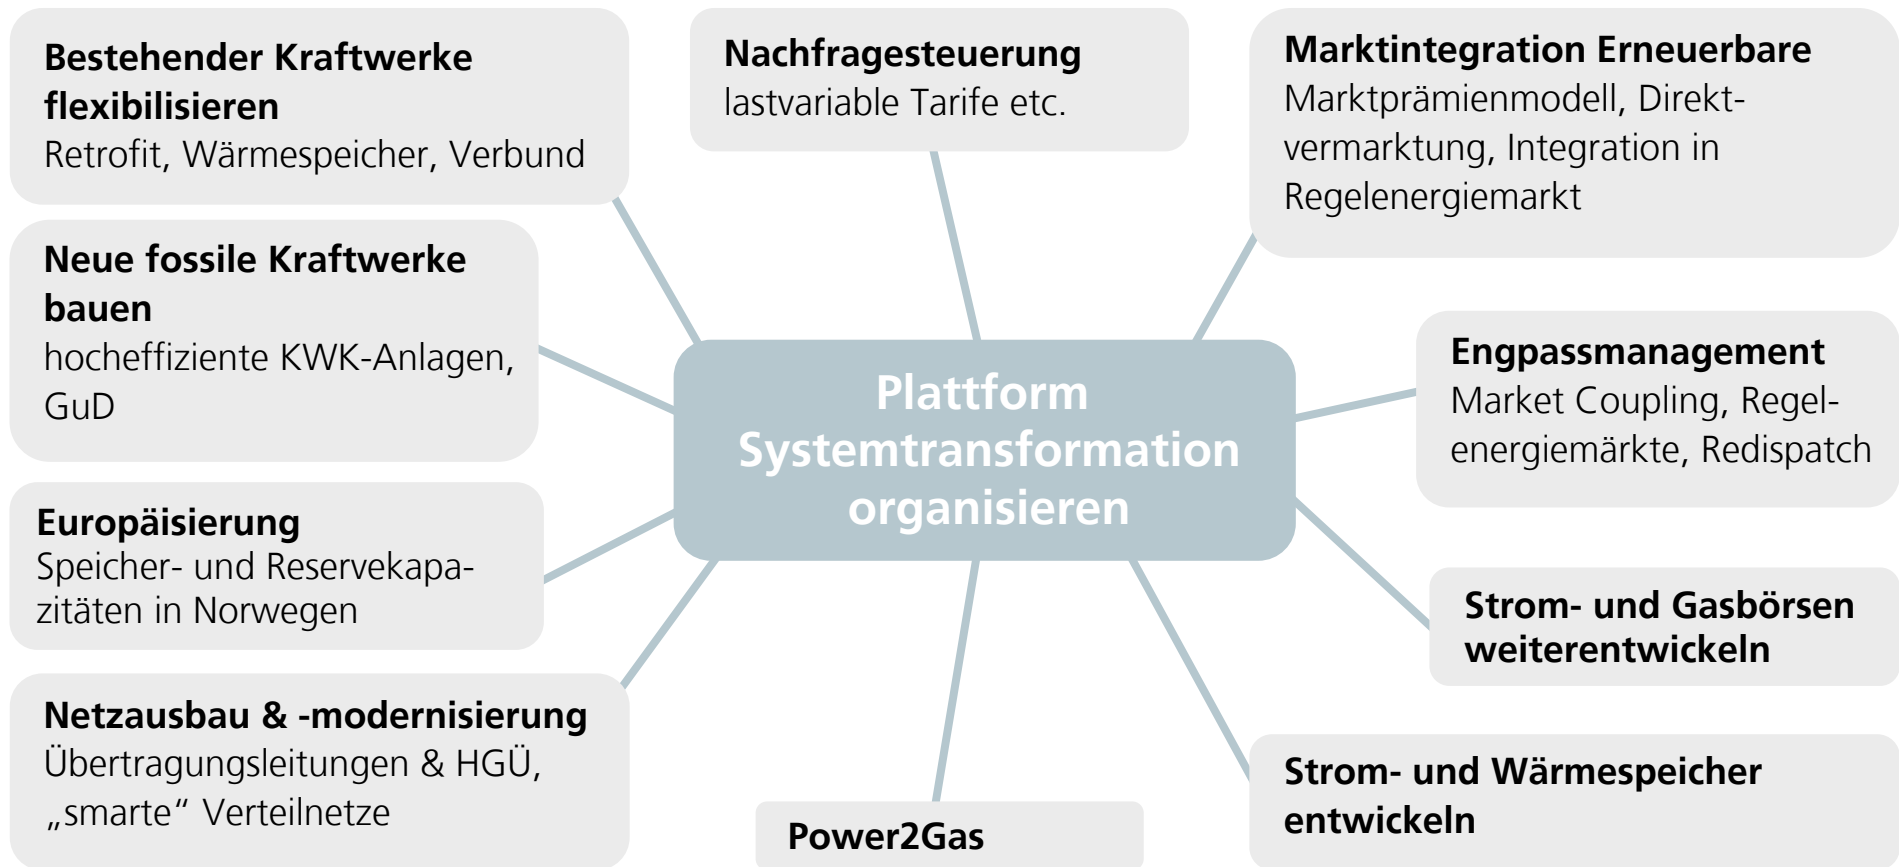 Bestehender Kraftwerke
flexibilisieren
Retrofit, Wärmespeicher, Verbund
Nachfragesteuerung
lastvariable Tarife etc.
Marktintegration Erneuerbare
Marktprämienmodell, Direkt-
vermarktung, Integration in
Regelenergiemarkt
Neue fossile Kraftwerke
bauen
hocheffiziente KWK-Anlagen,
GuD
Plattform
Systemtransformation
organisieren
Engpassmanagement
Market Coupling, Regel-
energiemärkte, Redispatch
Europäisierung
Speicher- und Reservekapa-
zitäten in Norwegen
Strom- und Gasbörsen
weiterentwickeln
Netzausbau & -modernisierung
Übertragungsleitungen & HGÜ,
„smarte“ Verteilnetze
Power2Gas
Strom- und Wärmespeicher
entwickeln